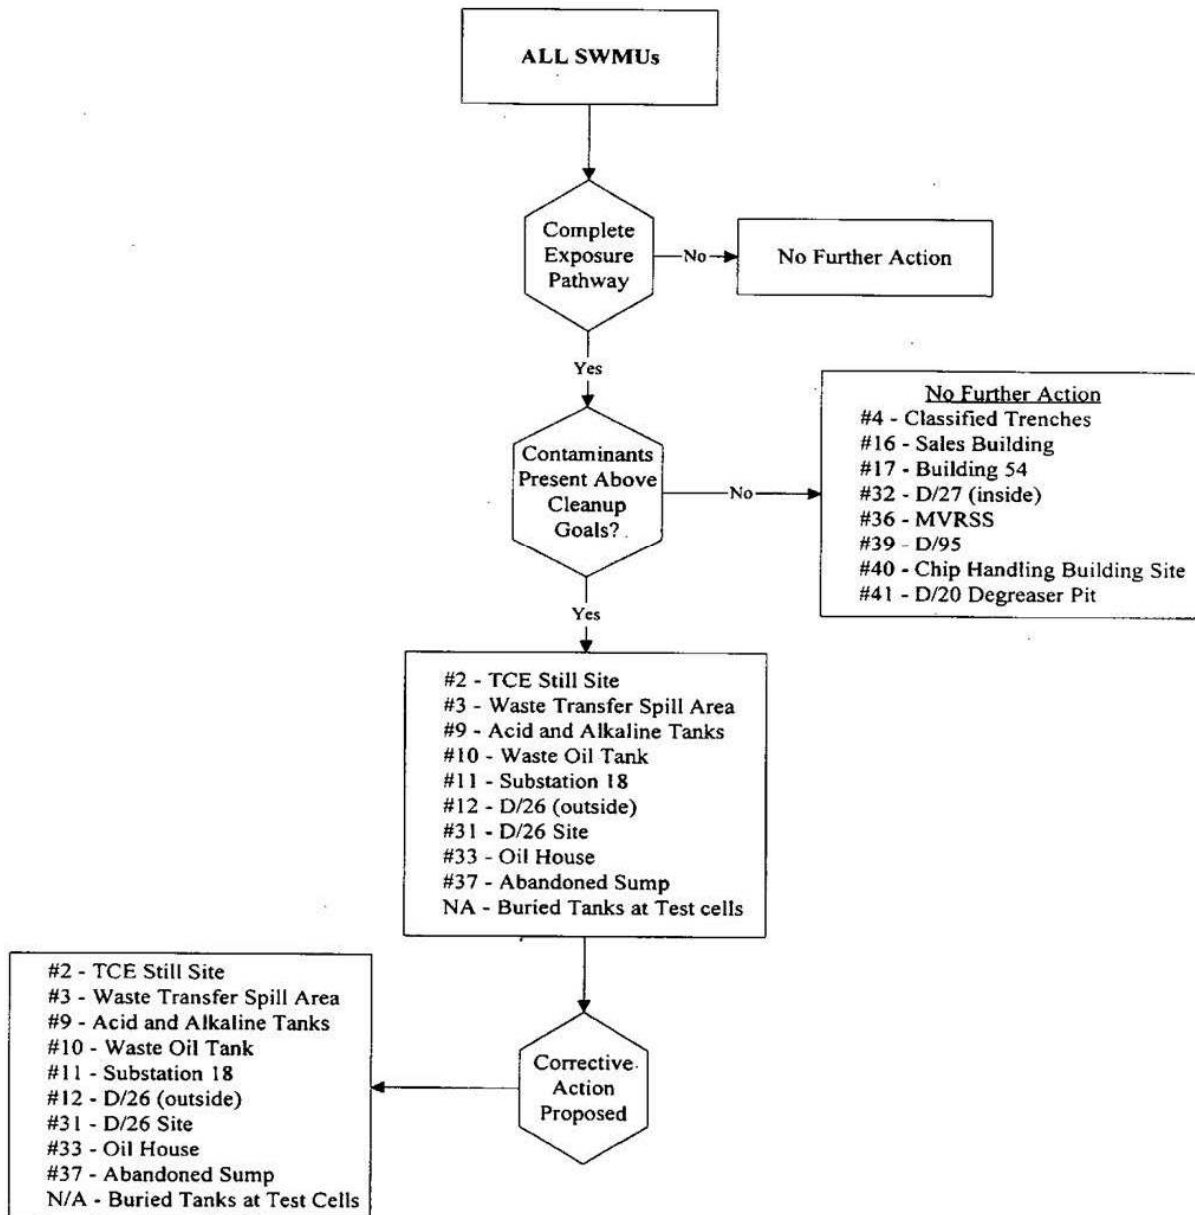 ALL SWMUs
Complete
Exposure
Pathway
No
No Further Action
Yes
Contaminants
Present Above
Cleanup
Goals?
No
No Further Action
#4 - Classified Trenches
#16 - Sales Building
#17 - Building 54
#32 - D/27 (inside)
#36 - MVRSS
#39 - D/95
#40 - Chip Handling Building Site
#41 - D/20 Degreaser Pit
Yes
#2 - TCE Still Site
#3 - Waste Transfer Spill Area
#9 - Acid and Alkaline Tanks
#10 - Waste Oil Tank
#11 - Substation 18
#12 - D/26 (outside)
#31 - D/26 Site
#33 - Oil House
#37 - Abandoned Sump
NA - Buried Tanks at Test cells
Corrective
Action
Proposed
#2 - TCE Still Site
#3 - Waste Transfer Spill Area
#9 - Acid and Alkaline Tanks
#10 - Waste Oil Tank
#11 - Substation 18
#12 - D/26 (outside)
#31 - D/26 Site
#33 - Oil House
#37 - Abandoned Sump
N/A - Buried Tanks at Test Cells